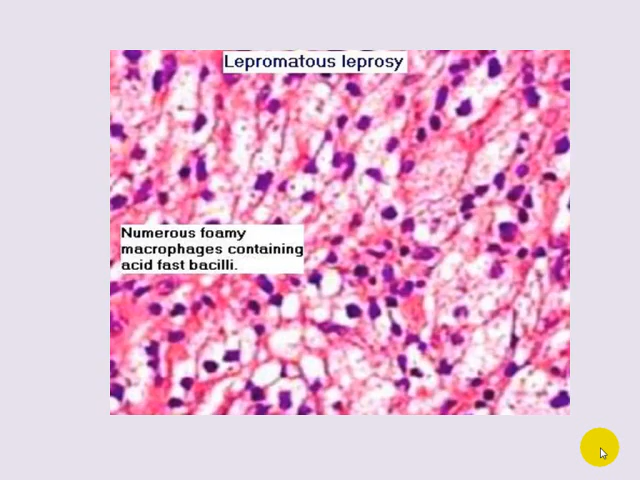 Lepromatous leprosy
Numerous foamy
macrophages containing
acid fast bacilli.